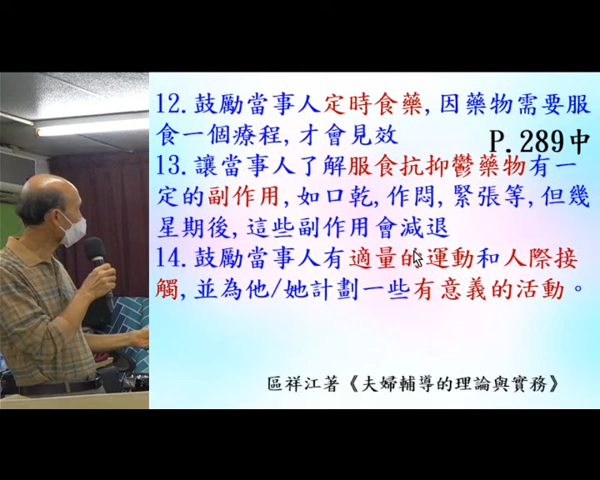 12.鼓勵當事人定時食藥,因藥物需要服
食一個療程,才會見效
P.289中
13.讓當事人了解服食抗抑鬱藥物有一
定的副作用,如口乾,作悶,緊張等,但幾
星期後,這些副作用會減退
14.鼓勵當事人有適量的運動和人際接
觸,並為他/她計劃一些有意義的活動。
區祥江著《夫婦輔導的理論與實務》